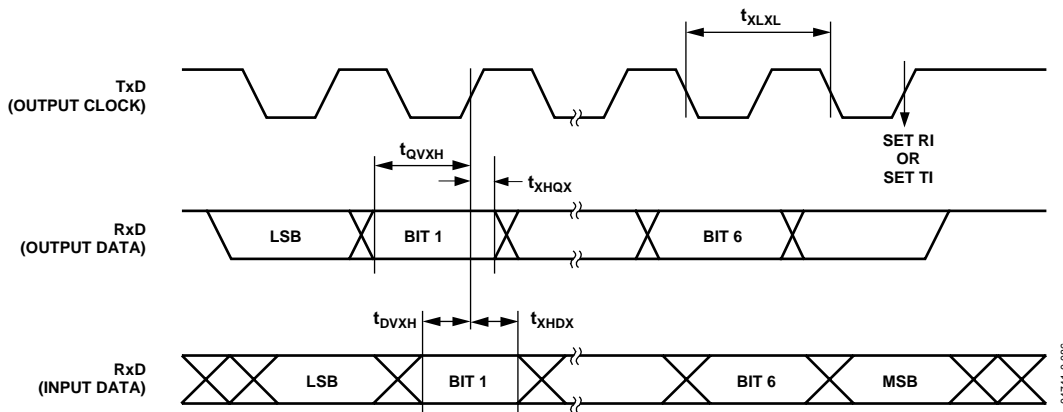 tXLXL
TxD
(OUTPUT CLOCK)
SET RI
OR
SET TI
tQVXH
tXHQX
RxD
(OUTPUT DATA)
LSB
BIT 1
BIT 6
tDVXH
tXHDX
RxD
(INPUT DATA)
LSB
BIT 1
BIT 6
MSB